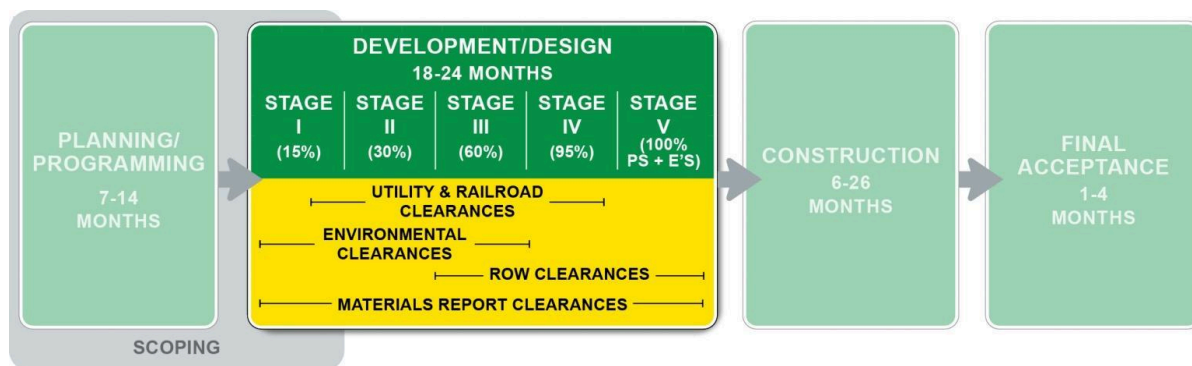 PLANNING/
PROGRAMMING
7-14
MONTHS
SCOPING
DEVELOPMENT/DESIGN
18-24 MONTHS
STAGE
I
(15%)
STAGE
II
(30%)
STAGE
III
(60%)
STAGE
IV
(95%)
STAGE
V
(100%
PS + E'S)
UTILITY & RAILROAD
CLEARANCES
ENVIRONMENTAL
CLEARANCES
ROW CLEARANCES
MATERIALS REPORT CLEARANCES
CONSTRUCTION
6-26
MONTHS
FINAL
ACCEPTANCE
1-4
MONTHS